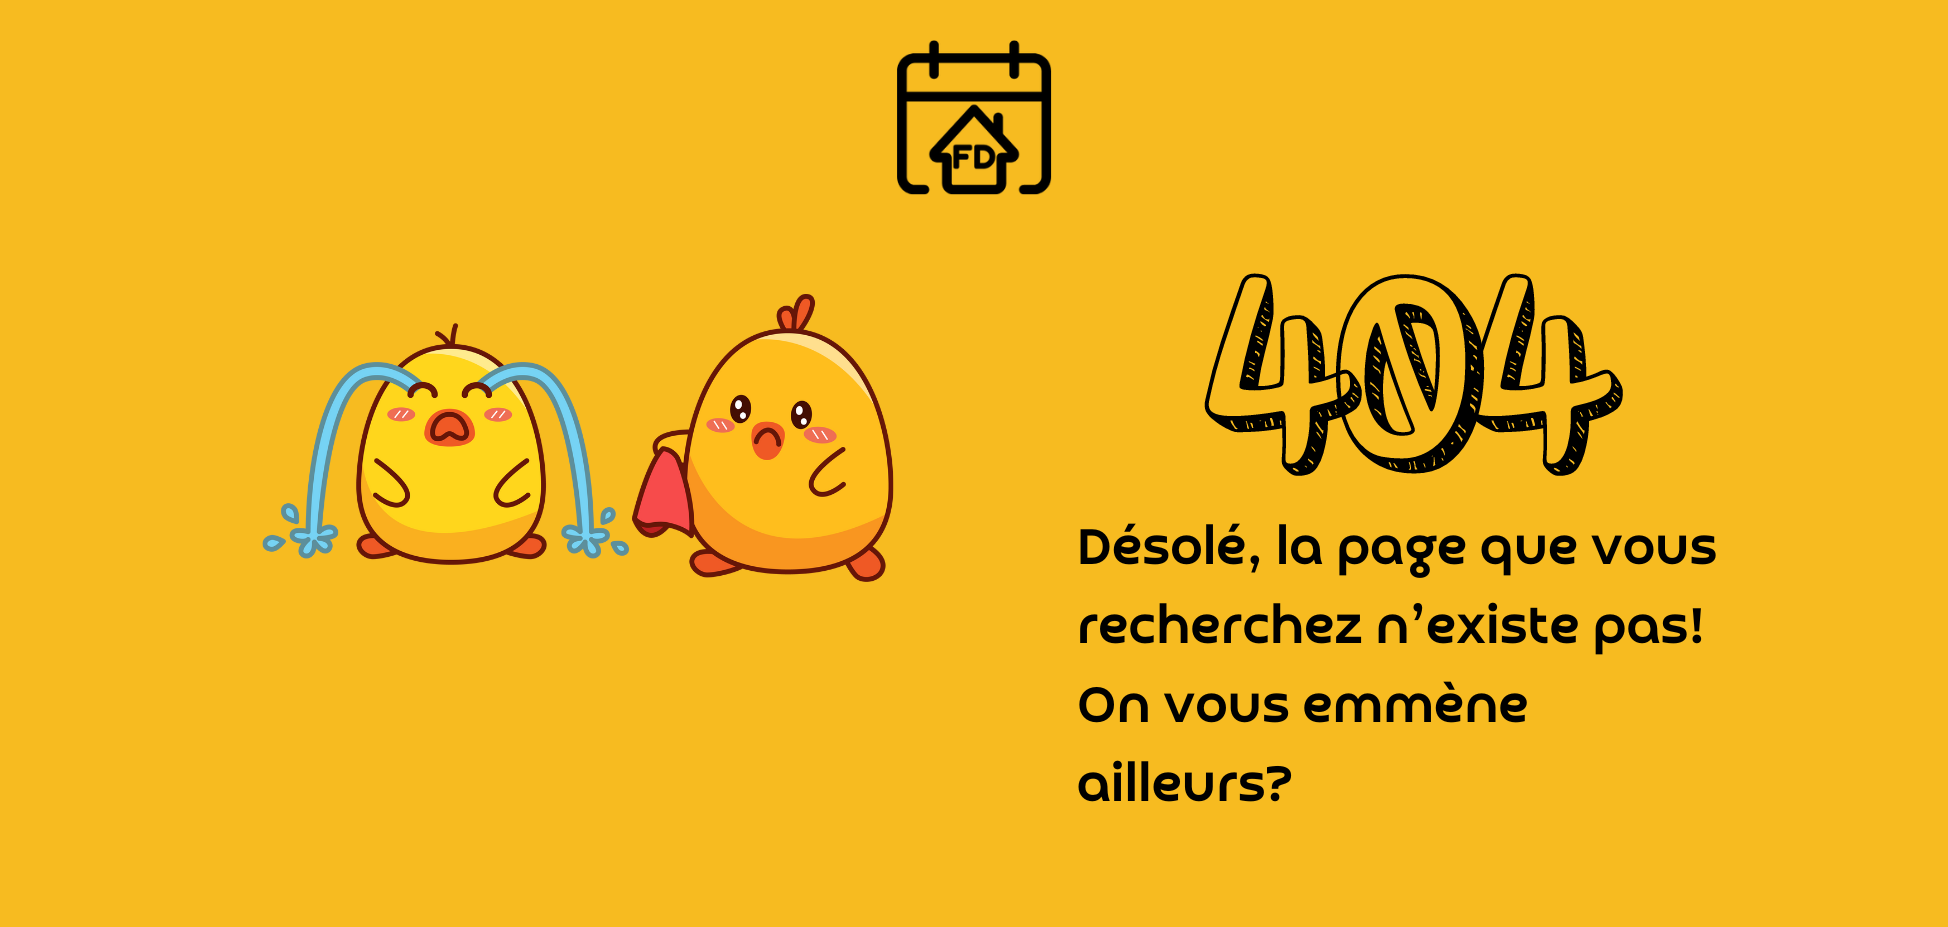 FD
404
Désolé, la page que vous
recherchez n’existe pas!
On vous emmène
ailleurs?